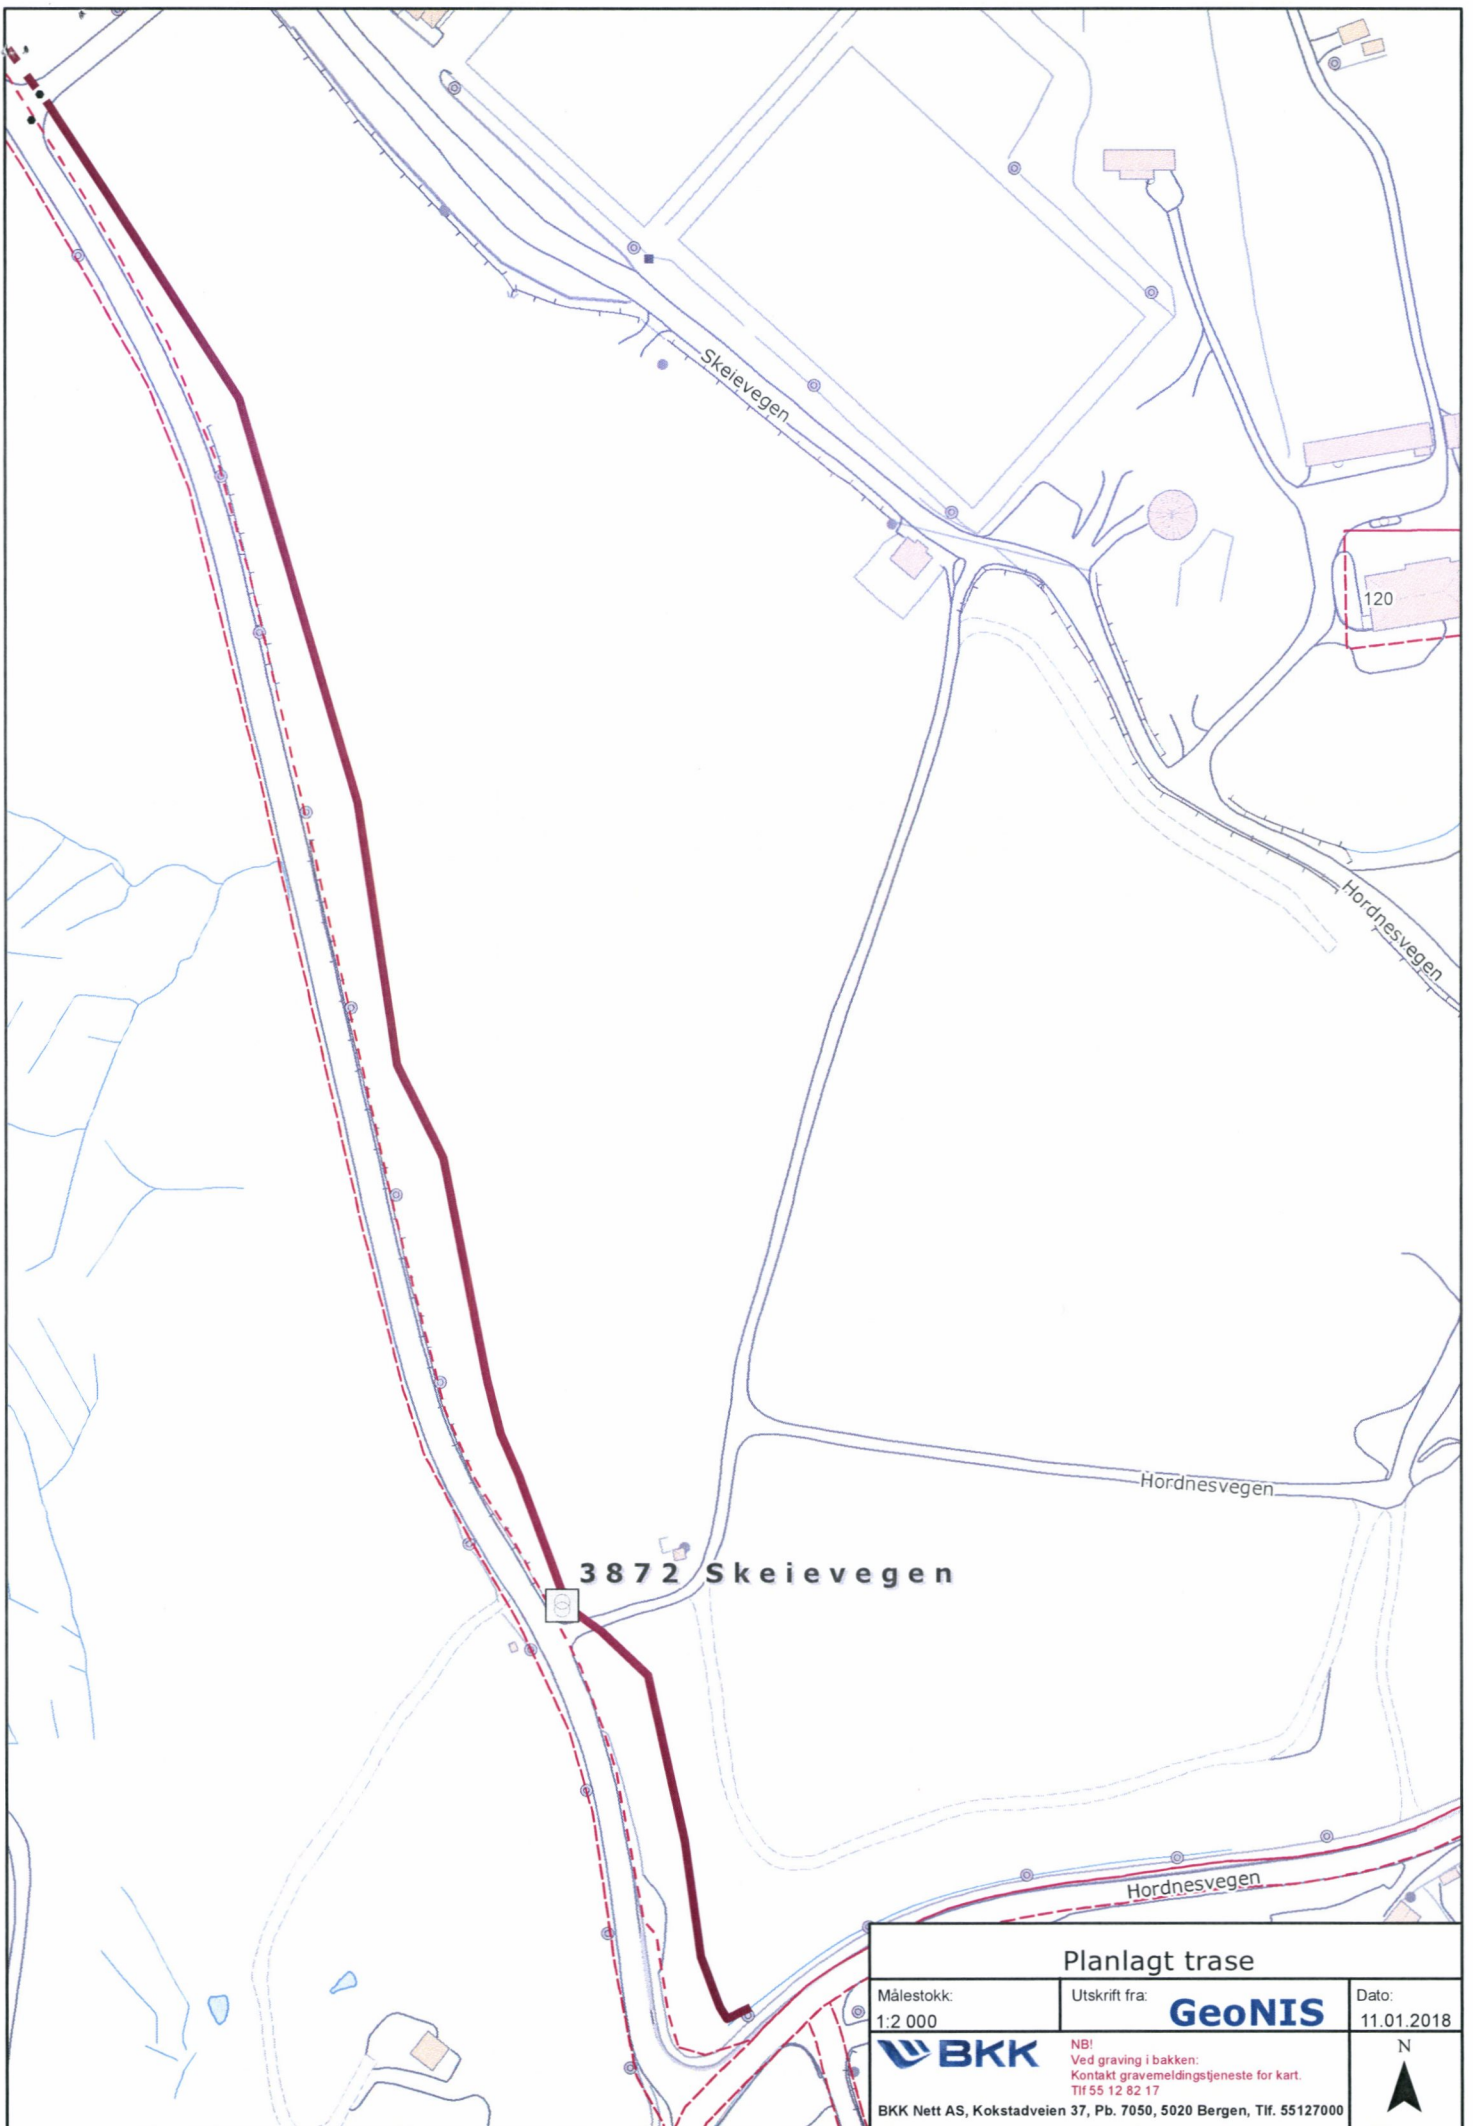 Skeievegen
120
Hordnesvegen
Hordnesvegen
3872 Skeievegen
Hordnesvegen
Planlagt trase
Målestokk:
1:2 000
Utskrift fra:
GeoNIS
Dato:
11.01.2018
BKK
NB!
Ved graving i bakken:
Kontakt gravemeldingstjeneste for kart.
Tlf 55 12 82 17
N
BKK Nett AS, Kokstadveien 37, Pb. 7050, 5020 Bergen, Tlf. 55127000